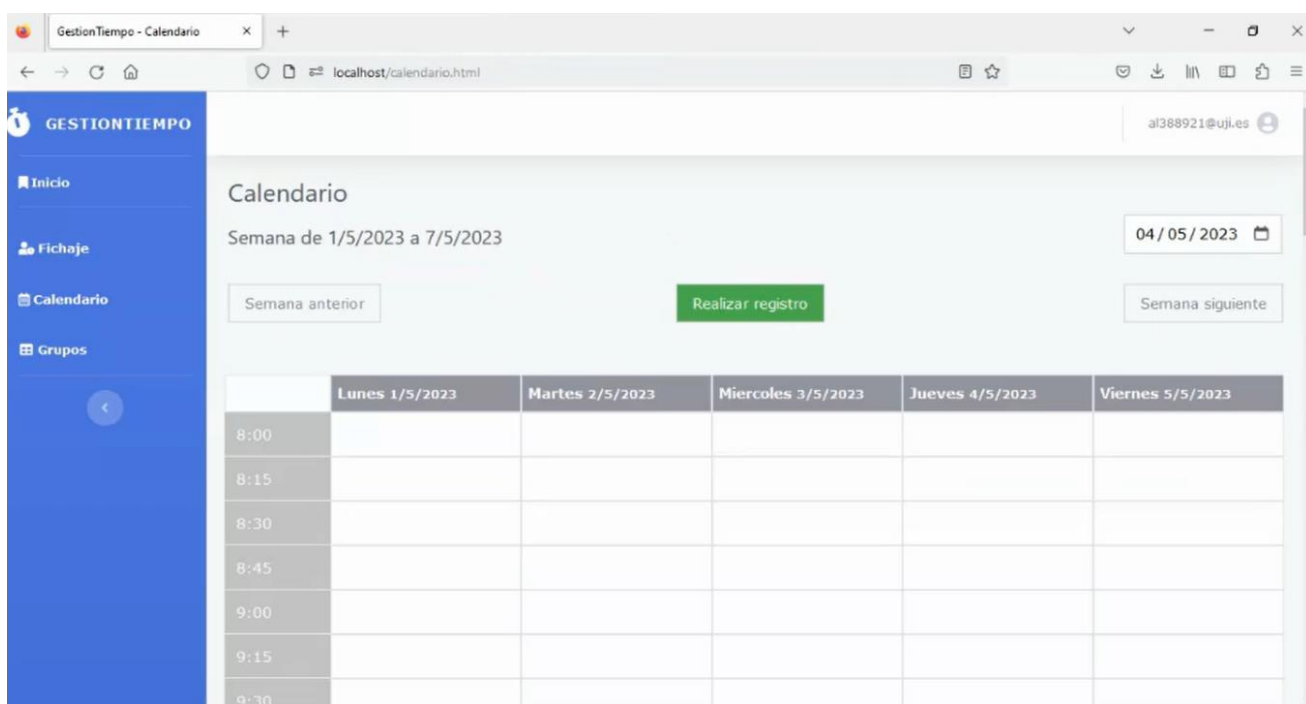 GestionTiempo - Calendario
localhost/calendario.html
GESTIONTIEMPO
al388921@uji.es
Inicio
Fichaje
Calendario
Grupos
Calendario
Semana de 1/5/2023 a 7/5/2023
04/05/2023
Semana anterior
Realizar registro
Semana siguiente
Lunes 1/5/2023 Martes 2/5/2023 Miercoles 3/5/2023 Jueves 4/5/2023 Viernes 5/5/2023
8:00
8:15
8:30
8:45
9:00
9:15
9:30